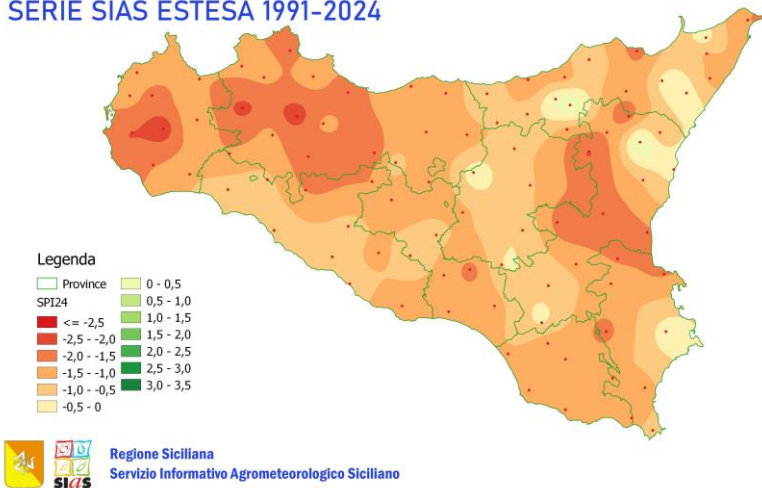 SERIE SIAS ESTESA 1991-2024
Legenda
Province
SPI24
<= -2,5
-2,5 - -2,0
-2,0 - -1,5
-1,5 - -1,0
-1,0 - -0,5
-0,5 - 0
0 - 0,5
0,5 - 1,0
1,0 - 1,5
1,5 - 2,0
2,0 - 2,5
2,5 - 3,0
3,0 - 3,5
sias
Regione Siciliana
Servizio Informativo Agrometeorologico Siciliano